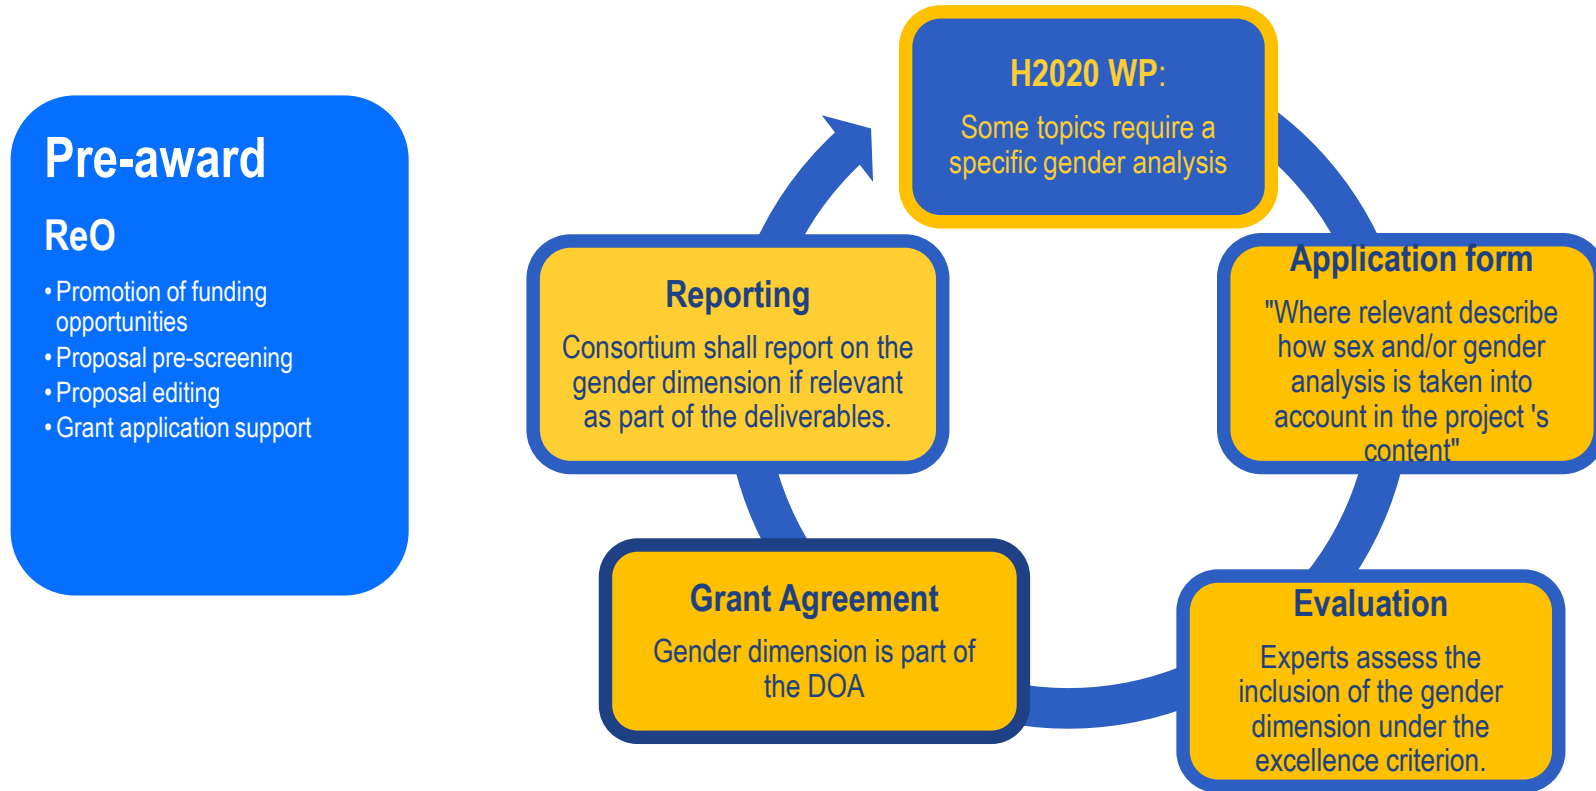 Pre-award
ReO
• Promotion of funding
opportunities
• Proposal pre-screening
• Proposal editing
• Grant application support
H2020 WP:
Some topics require a
specific gender analysis
Application form
"Where relevant describe
how sex and/or gender
analysis is taken into
account in the project 's
content"
Evaluation
Experts assess the
inclusion of the gender
dimension under the
excellence criterion.
Grant Agreement
Gender dimension is part of
the DOA
Reporting
Consortium shall report on the
gender dimension if relevant
as part of the deliverables.